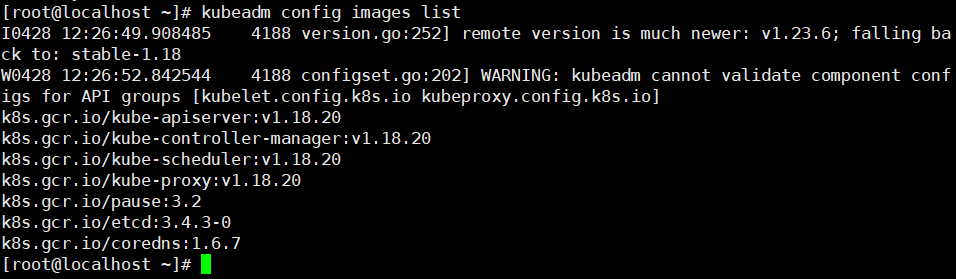 [root@localhost ~]# kubeadm config images list
I0428 12:26:49.908485    4188 version.go:252] remote version is much newer: v1.23.6; falling ba
ck to: stable-1.18
W0428 12:26:52.842544    4188 configset.go:202] WARNING: kubeadm cannot validate component conf
igs for API groups [kubelet.config.k8s.io kubeproxy.config.k8s.io]
k8s.gcr.io/kube-apiserver:v1.18.20
k8s.gcr.io/kube-controller-manager:v1.18.20
k8s.gcr.io/kube-scheduler:v1.18.20
k8s.gcr.io/kube-proxy:v1.18.20
k8s.gcr.io/pause:3.2
k8s.gcr.io/etcd:3.4.3-0
k8s.gcr.io/coredns:1.6.7
[root@localhost ~]#